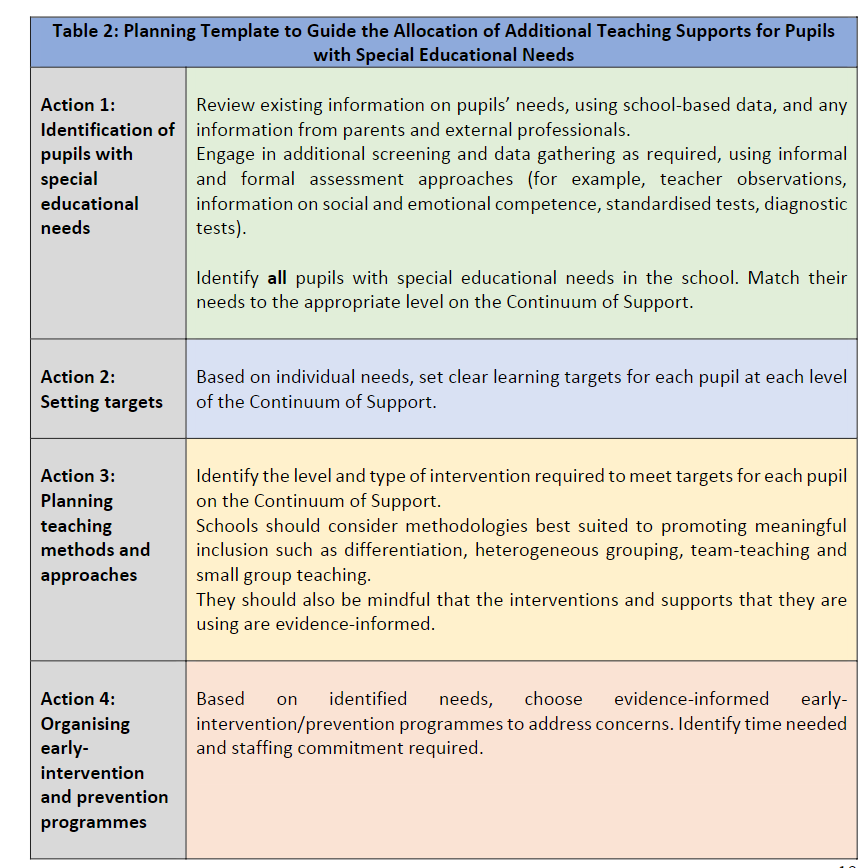 Table 2: Planning Template to Guide the Allocation of Additional Teaching Supports for Pupils
with Special Educational Needs
Action 1:
Identification of
pupils with
special
educational
needs
Review existing information on pupils’ needs, using school-based data, and any
information from parents and external professionals.
Engage in additional screening and data gathering as required, using informal
and formal assessment approaches (for example, teacher observations,
information on social and emotional competence, standardised tests, diagnostic
tests).
Identify all pupils with special educational needs in the school. Match their
needs to the appropriate level on the Continuum of Support.
Action 2:
Setting targets
Based on individual needs, set clear learning targets for each pupil at each level
of the Continuum of Support.
Action 3:
Planning
teaching
methods and
approaches
Identify the level and type of intervention required to meet targets for each pupil
on the Continuum of Support.
Schools should consider methodologies best suited to promoting meaningful
inclusion such as differentiation, heterogeneous grouping, team-teaching and
small group teaching.
They should also be mindful that the interventions and supports that they are
using are evidence-informed.
Action 4:
Organising
early-
intervention
and prevention
programmes
Based on identified needs, choose evidence-informed early-
intervention/prevention programmes to address concerns. Identify time needed
and staffing commitment required.